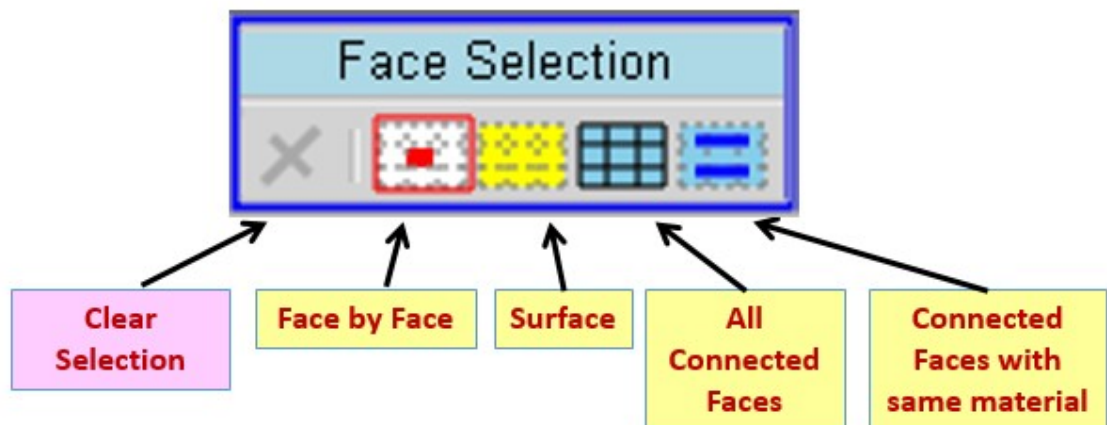 Face Selection
Clear
Selection
Face by Face
Surface
All
Connected
Faces
Connected
Faces with
same material